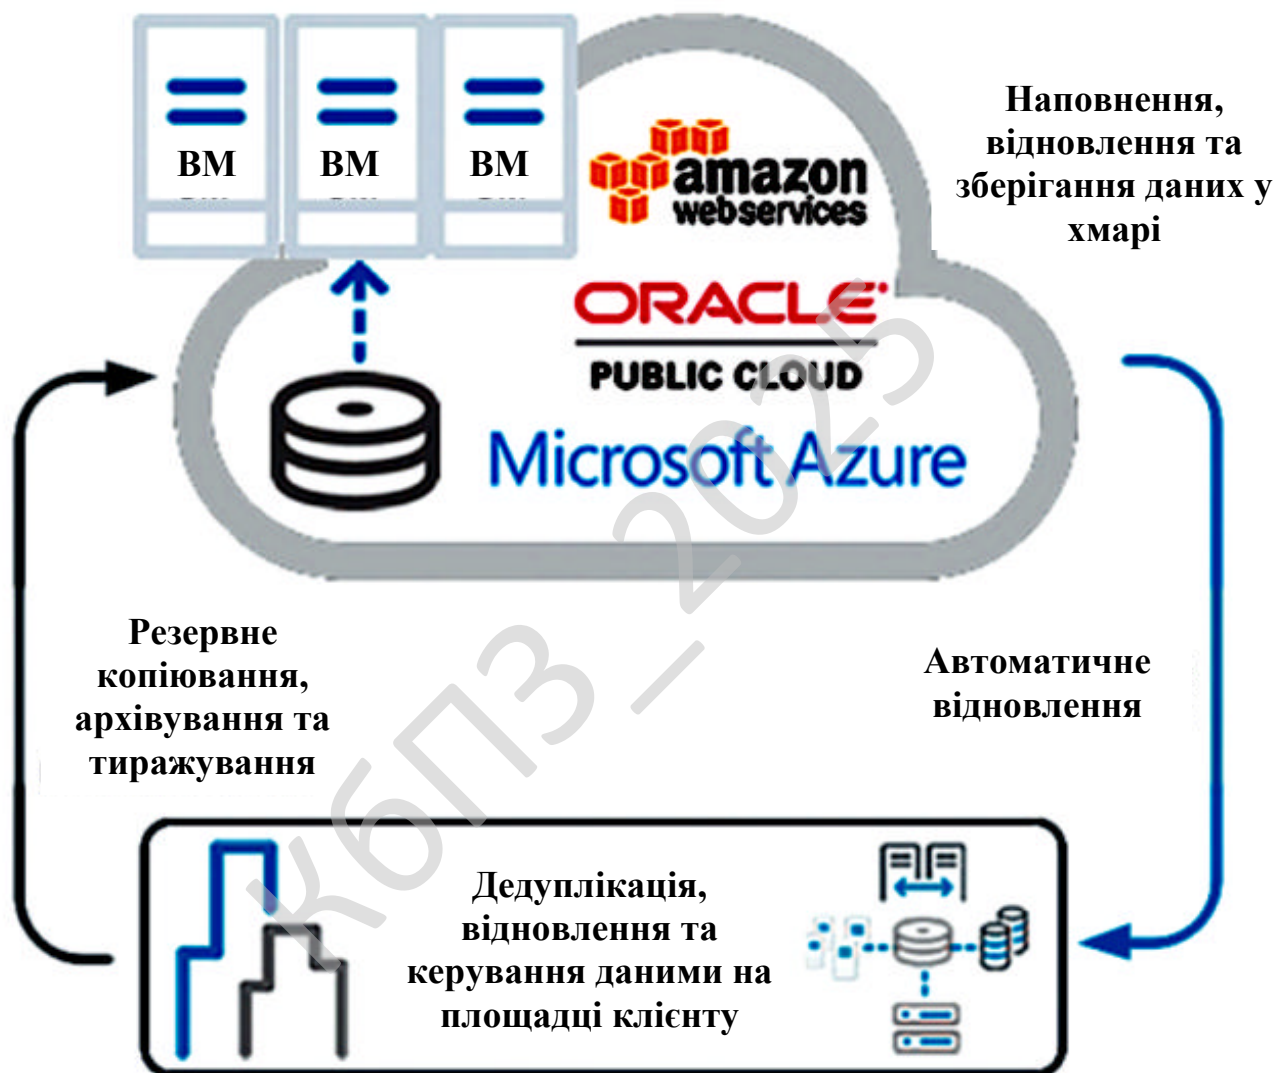 ВМ
ВМ
ВМ
amazon
webservices
Наповнення,
відновлення та
зберігання даних у
хмарі
ORACLE
PUBLIC CLOUD
Microsoft Azure
Резервне
копіювання,
архівування та
тиражування
Автоматичне
відновлення
Дедуплікація,
відновлення та
керування даними на
площадці клієнту
КБПЗ_2025